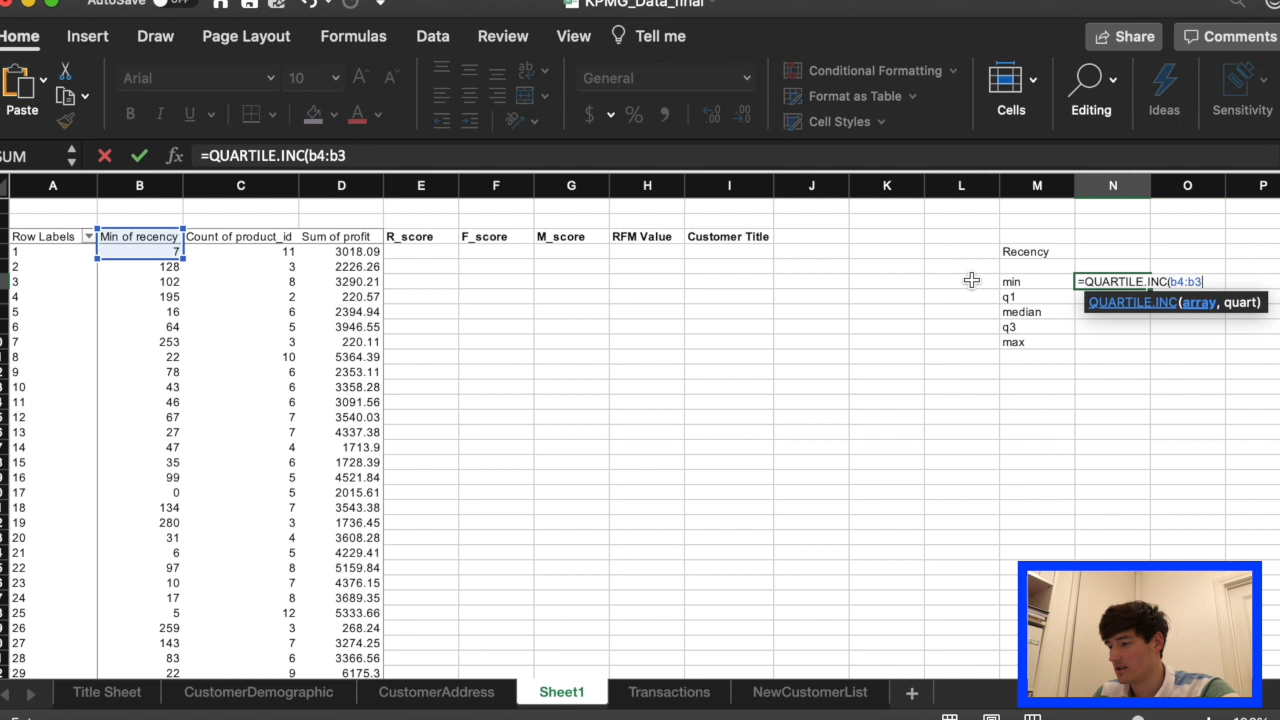 AutoSave OFF KPMG_Data_final
Home Insert Draw Page Layout Formulas Data Review View Tell me Share Comments
Paste Arial 10 General Conditional Formatting Format as Table Cell Styles Cells Editing Ideas Sensitivity
SUM fx =QUARTILE.INC(b4:b3
A B C D E F G H I J K L M N O P
Row Labels Min of recency Count of product_id Sum of profit R_score F_score M_score RFM Value Customer Title
1 7 11 3018.09 Recency
2 128 3 2226.26
3 102 8 3290.21 min =QUARTILE.INC(b4:b3
4 195 2 220.57 q1 QUARTILE.INC(array, quart)
5 16 6 2394.94 median
6 64 5 3946.55 q3
7 253 3 220.11 max
8 22 10 5364.39
9 78 6 2353.11
10 43 6 3358.28
11 46 6 3091.56
12 67 7 3540.03
13 27 7 4337.38
14 47 4 1713.9
15 35 6 1728.39
16 99 5 4521.84
17 0 5 2015.61
18 134 7 3543.38
19 280 3 1736.45
20 31 4 3608.28
21 6 5 4229.41
22 97 8 5159.84
23 10 7 4376.15
24 17 8 3689.35
25 5 12 5333.66
26 259 3 268.24
27 143 7 3274.25
28 83 6 3366.56
29 22 9 6175.3
Title Sheet CustomerDemographic CustomerAddress Sheet1 Transactions NewCustomerList